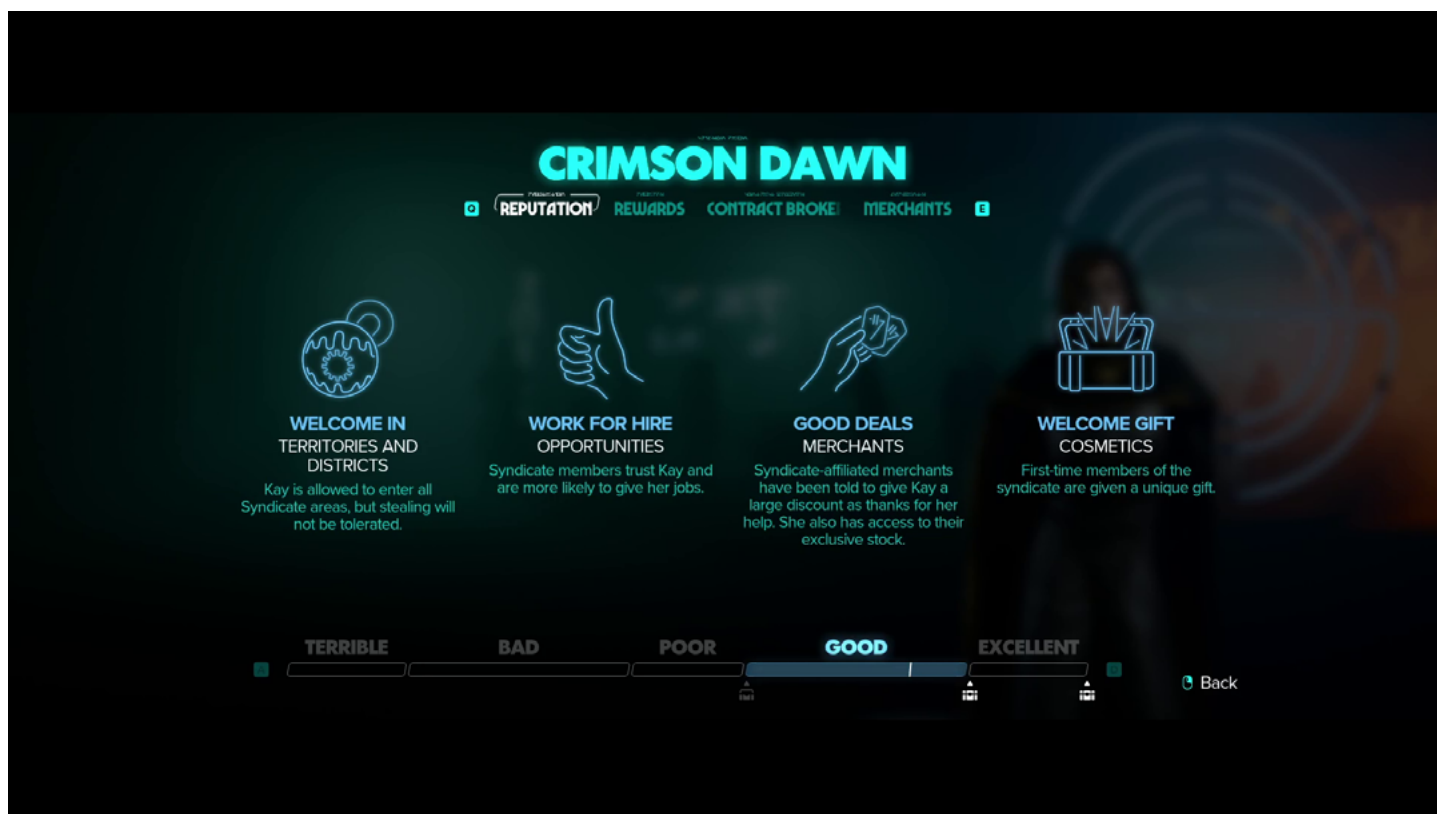 CRIMSON DAWN
Q REPUTATION REWARDS CONTRACT BROKE MERCHANTS E
WELCOME IN
TERRITORIES AND
DISTRICTS
Kay is allowed to enter all
Syndicate areas, but stealing will
not be tolerated.
WORK FOR HIRE
OPPORTUNITIES
Syndicate members trust Kay and
are more likely to give her jobs.
GOOD DEALS
MERCHANTS
Syndicate-affiliated merchants
have been told to give Kay a
large discount as thanks for her
help. She also has access to their
exclusive stock.
WELCOME GIFT
COSMETICS
First-time members of the
syndicate are given a unique gift.
TERRIBLE BAD POOR GOOD EXCELLENT
A D
Back